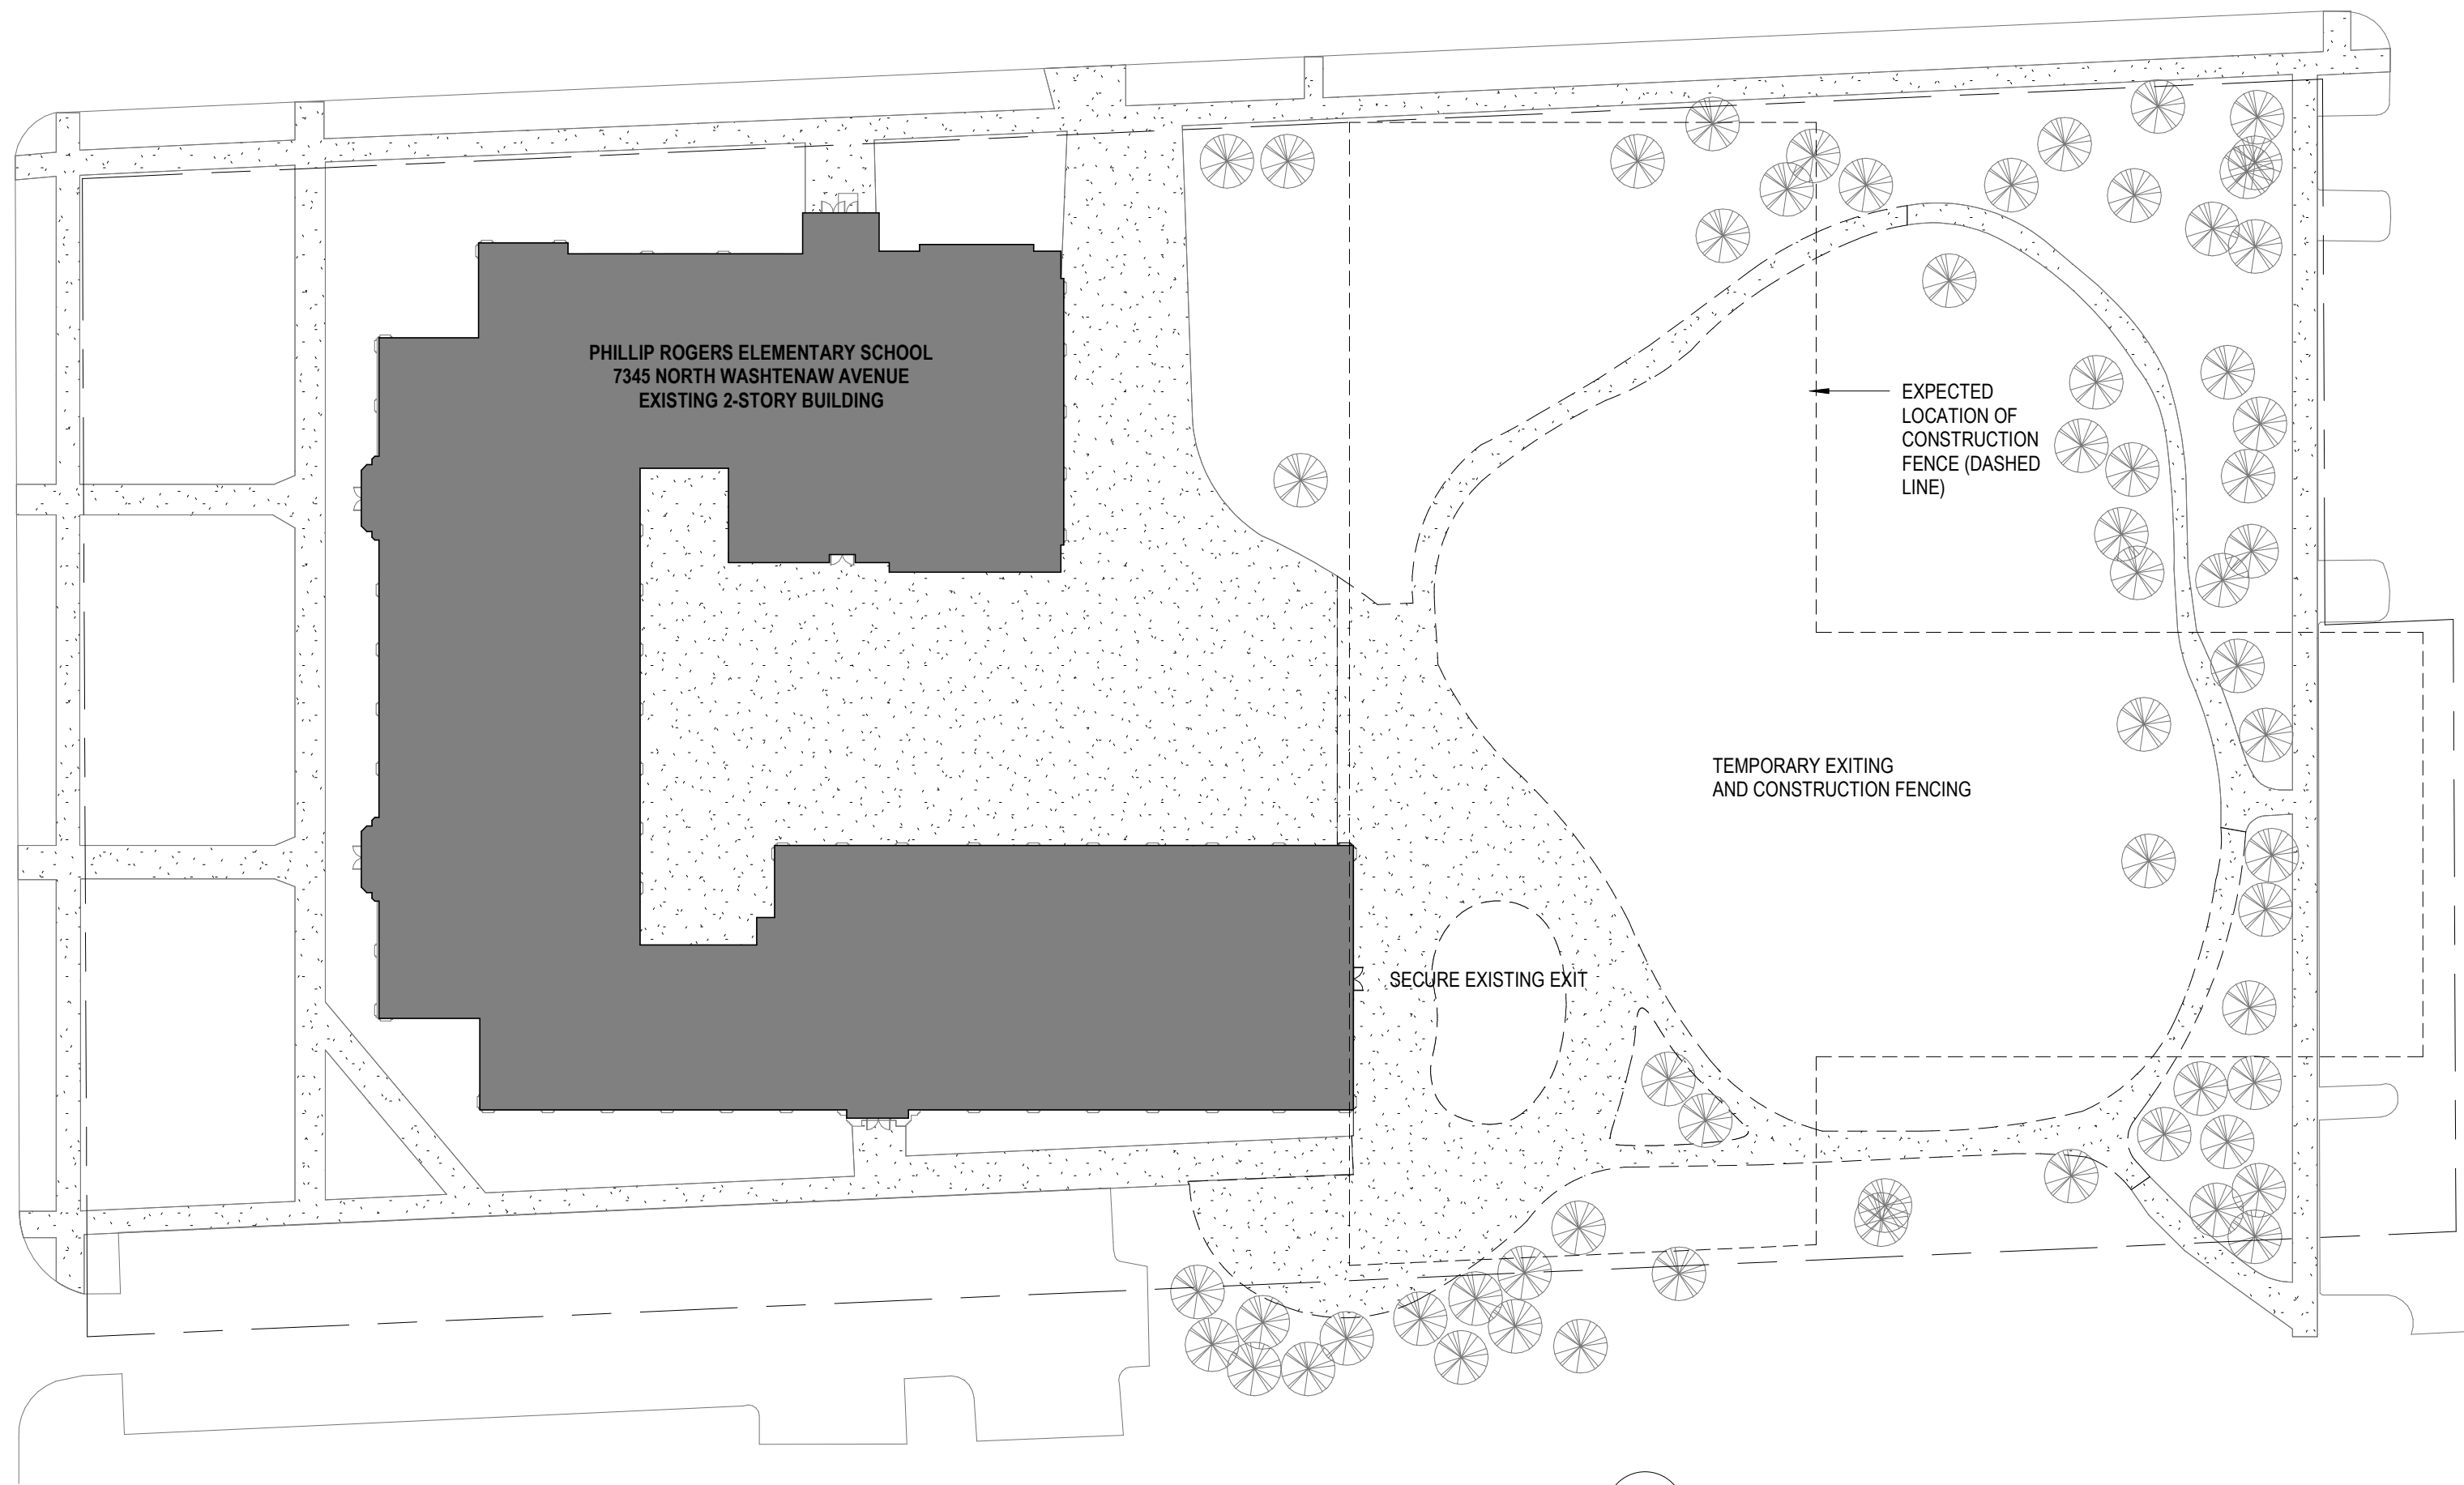 PHILLIP ROGERS ELEMENTARY SCHOOL
7345 NORTH WASHTENAW AVENUE
EXISTING 2-STORY BUILDING
EXPECTED
LOCATION OF
CONSTRUCTION
FENCE (DASHED
LINE)
TEMPORARY EXITING
AND CONSTRUCTION FENCING
SECURE EXISTING EXIT